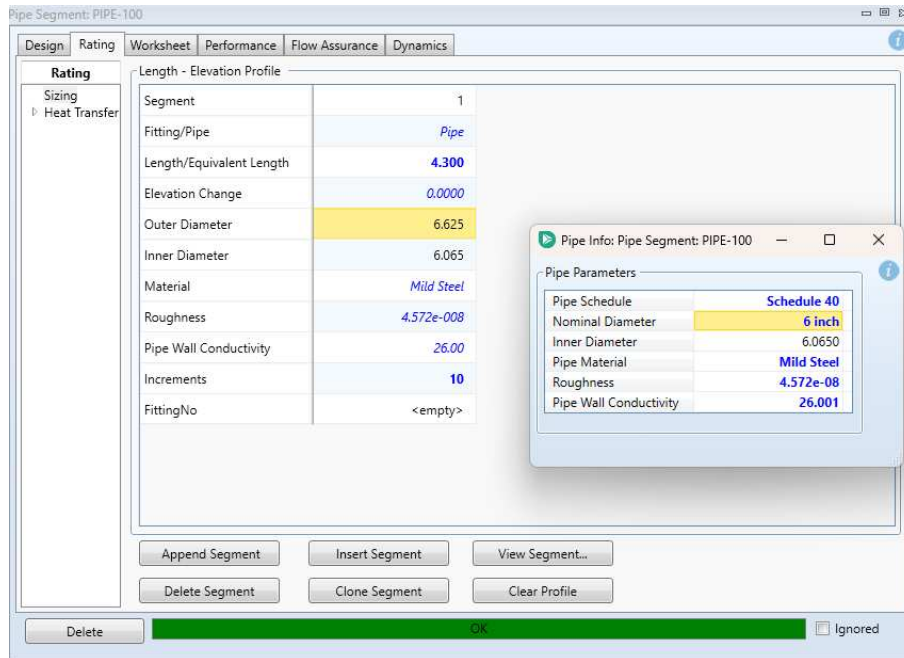 Pipe Segment: PIPE-100
Design Rating Worksheet Performance Flow Assurance Dynamics
Rating
Sizing
Heat Transfer
Length - Elevation Profile
Segment 1
Fitting/Pipe Pipe
Length/Equivalent Length 4.300
Elevation Change 0.0000
Outer Diameter 6.625
Inner Diameter 6.065
Material Mild Steel
Roughness 4.572e-008
Pipe Wall Conductivity 26.00
Increments 10
FittingNo <empty>
Pipe Info: Pipe Segment: PIPE-100
Pipe Parameters
Pipe Schedule Schedule 40
Nominal Diameter 6 inch
Inner Diameter 6.0650
Pipe Material Mild Steel
Roughness 4.572e-08
Pipe Wall Conductivity 26.001
Append Segment Insert Segment View Segment...
Delete Segment Clone Segment Clear Profile
Delete OK Ignored